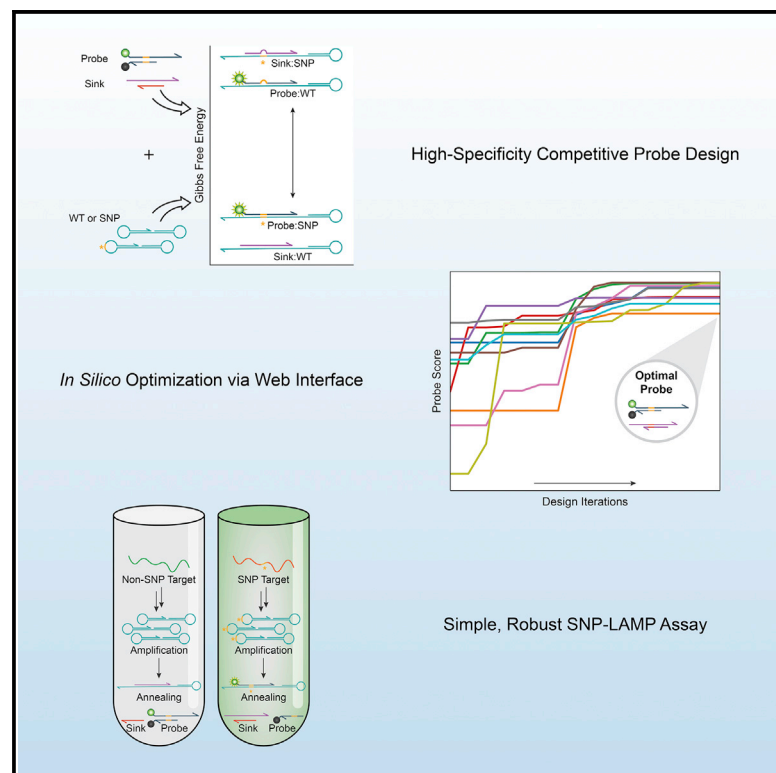 Probe
Sink
+
WT or SNP
Gibbs Free Energy
Sink:SNP
Probe:WT
Probe:SNP
Sink:WT
High-Specificity Competitive Probe Design
In Silico Optimization via Web Interface
Probe Score
Optimal
Probe
Design Iterations
Non-SNP Target
Amplification
Annealing
Sink
Probe
SNP Target
Amplification
Annealing
Sink
Probe
Simple, Robust SNP-LAMP Assay